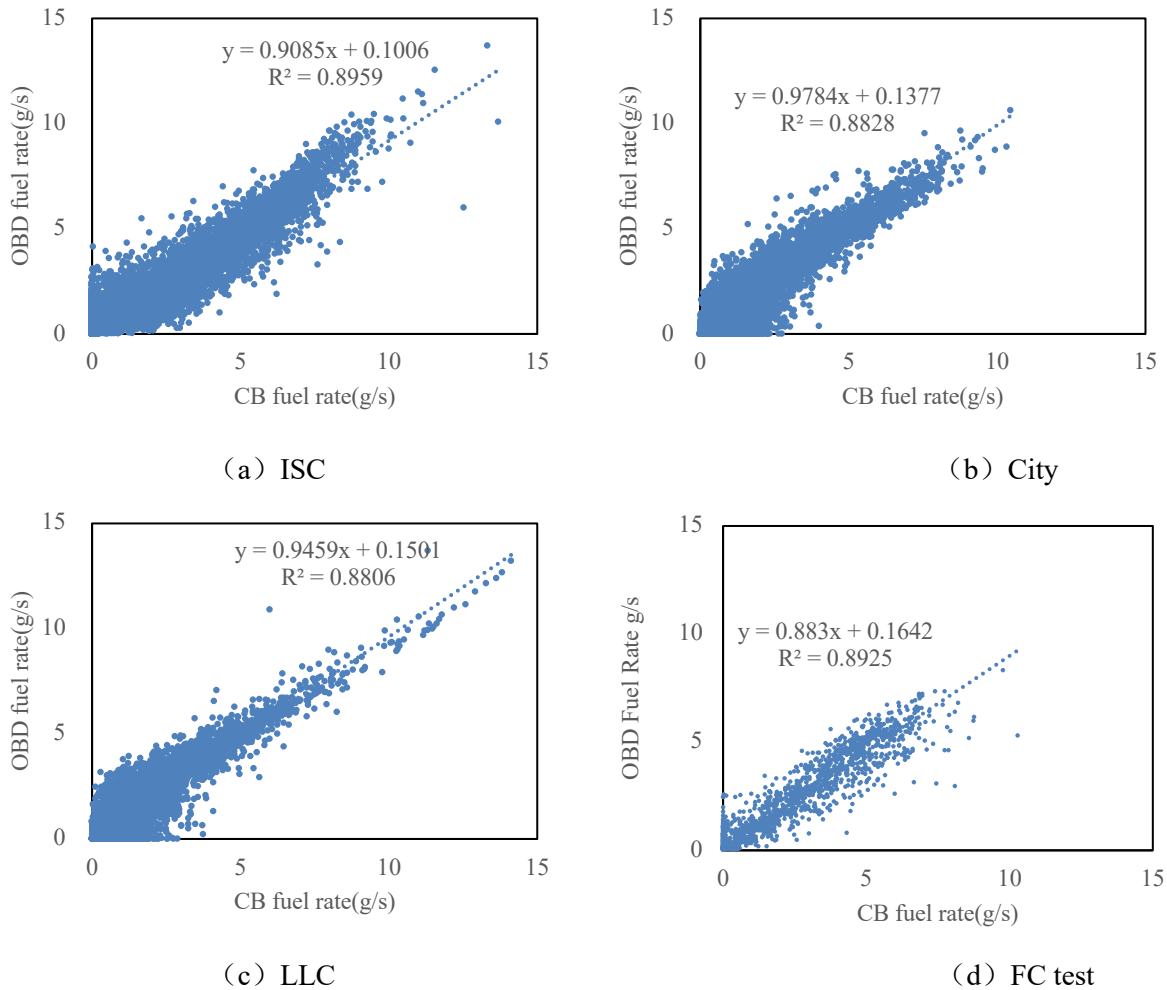 15
10
5
0
OBD fuel rate(g/s)
y = 0.9085x + 0.1006
R² = 0.8959
0 5 10 15
CB fuel rate(g/s)
（a）ISC
15
10
5
0
OBD fuel rate(g/s)
y = 0.9784x + 0.1377
R² = 0.8828
0 5 10 15
CB fuel rate(g/s)
（b）City
15
10
5
0
OBD fuel rate(g/s)
y = 0.9459x + 0.1501
R² = 0.8806
0 5 10 15
CB fuel rate(g/s)
（c）LLC
15
10
5
0
OBD Fuel Rate g/s
y = 0.883x + 0.1642
R² = 0.8925
0 5 10 15
CB fuel rate(g/s)
（d）FC test